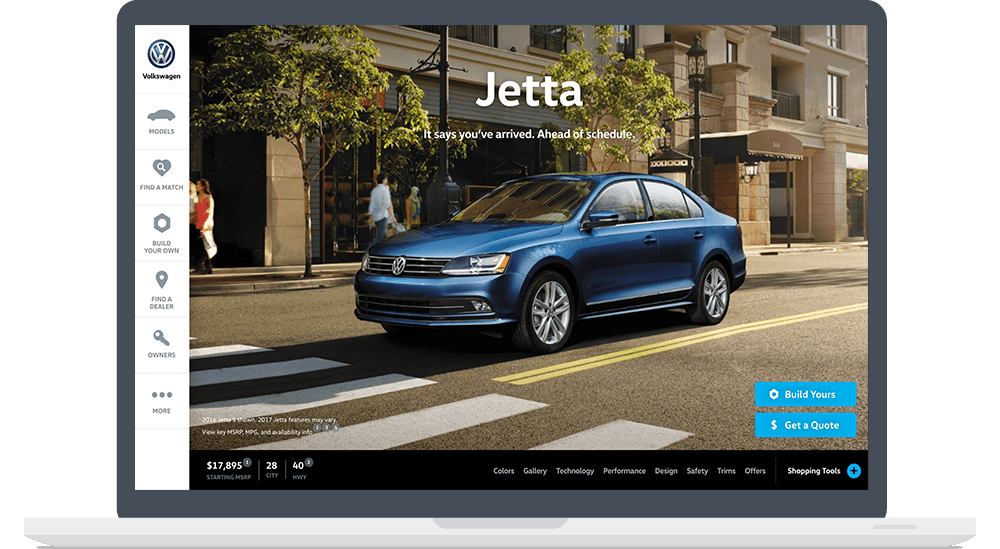 Volkswagen
MODELS
FIND A MATCH
BUILD
YOUR OWN
FIND A
DEALER
OWNERS
MORE
Jetta
It says you've arrived. Ahead of schedule.
2016 Jetta S shown. 2017 Jetta features may vary.
View key MSRP, MPG, and availability info 1 3 4
Build Yours
$ Get a Quote
$17,895 1
STARTING MSRP
28
CITY
40 2
HWY
Colors Gallery Technology Performance Design Safety Trims Offers
Shopping Tools +